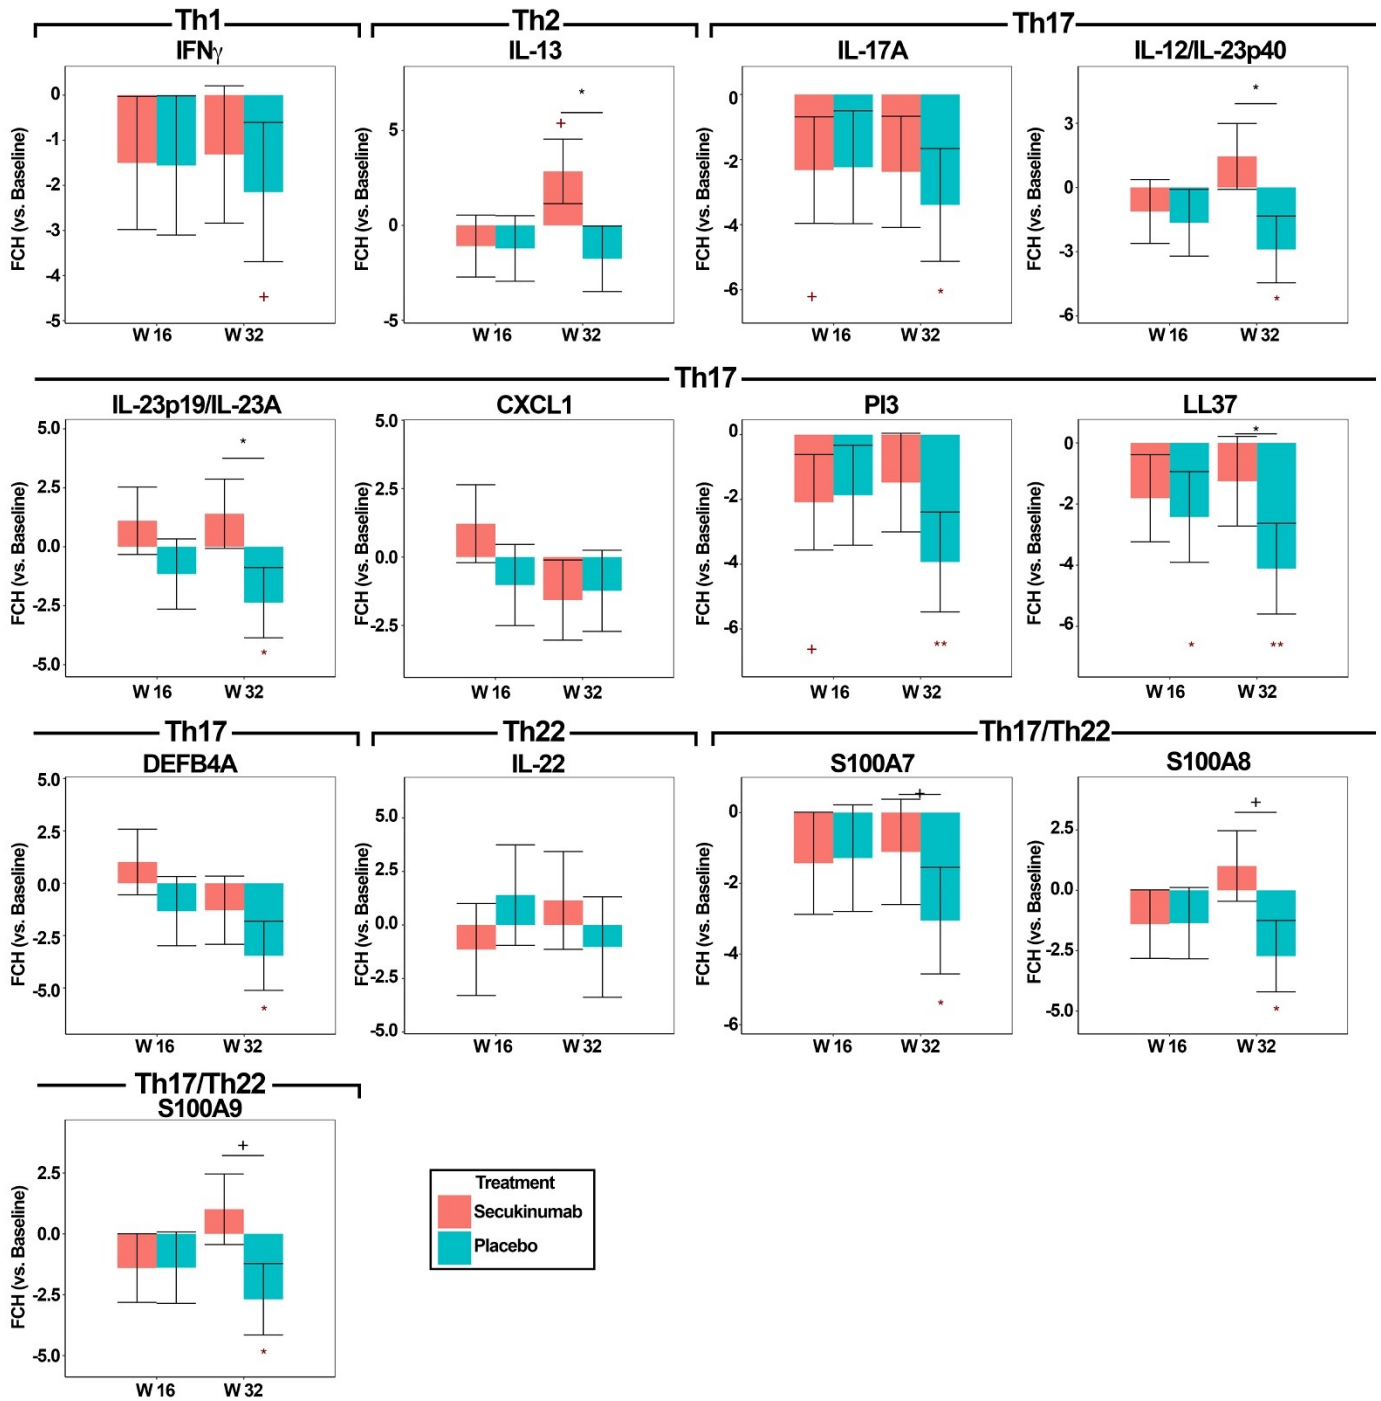 Th1 Th2 Th17
IFNγ IL-13 IL-17A IL-12/IL-23p40
FCH (vs. Baseline)
0
-1
-2
-3
-4
-5
+
W 16 W 32
FCH (vs. Baseline)
5
0
-5
+
*
W 16 W 32
FCH (vs. Baseline)
0
-2
-4
-6
+ *
W 16 W 32
FCH (vs. Baseline)
3
0
-3
-6
*
*
W 16 W 32
Th17
IL-23p19/IL-23A CXCL1 PI3 LL37
FCH (vs. Baseline)
5.0
2.5
0.0
-2.5
-5.0
*
*
W 16 W 32
FCH (vs. Baseline)
5.0
2.5
0.0
-2.5
W 16 W 32
FCH (vs. Baseline)
0
-2
-4
-6
+ **
W 16 W 32
FCH (vs. Baseline)
0
-2
-4
-6
*
* **
W 16 W 32
Th17 Th22 Th17/Th22
DEFB4A IL-22 S100A7 S100A8
FCH (vs. Baseline)
5.0
2.5
0.0
-2.5
-5.0
*
W 16 W 32
FCH (vs. Baseline)
5.0
2.5
0.0
-2.5
-5.0
W 16 W 32
FCH (vs. Baseline)
0
-2
-4
-6
+
*
W 16 W 32
FCH (vs. Baseline)
2.5
0.0
-2.5
-5.0
+
*
W 16 W 32
Th17/Th22
S100A9
FCH (vs. Baseline)
2.5
0.0
-2.5
-5.0
+
*
W 16 W 32
Treatment
Secukinumab
Placebo